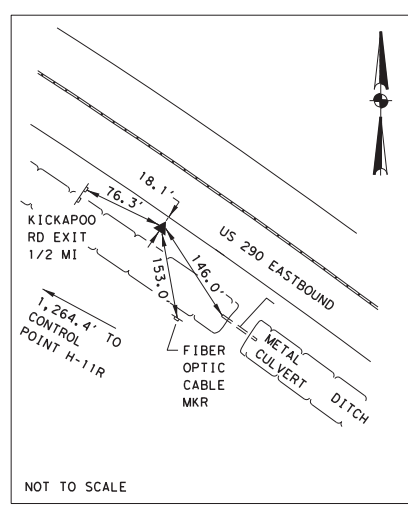 18.1'
76.3'
KICKAPOO
RD EXIT
1/2 MI
US 290 EASTBOUND
146.0'
153.0'
1,264.4' TO
CONTROL
POINT H-11R
FIBER
OPTIC
CABLE
MKR
METAL
CULVERT
DITCH
NOT TO SCALE